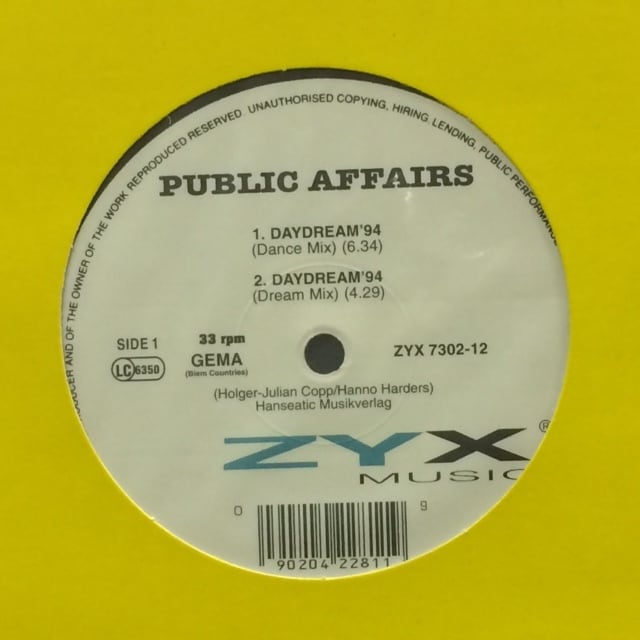 PRODUCER AND OF THE OWNER OF THE WORK REPRODUCED RESERVED UNAUTHORISED COPYING, HIRING, LENDING, PUBLIC
PUBLIC AFFAIRS
1. DAYDREAM'94
(Dance Mix) (6.34)
2. DAYDREAM'94
(Dream Mix) (4.29)
SIDE 1
33 rpm
LC 6350
GEMA
(Biem Countries)
ZYX 7302-12
(Holger-Julian Copp/Hanno Harders)
Hanseatic Musikverlag
ZYX®
MUSIC
0 90204 22811 9